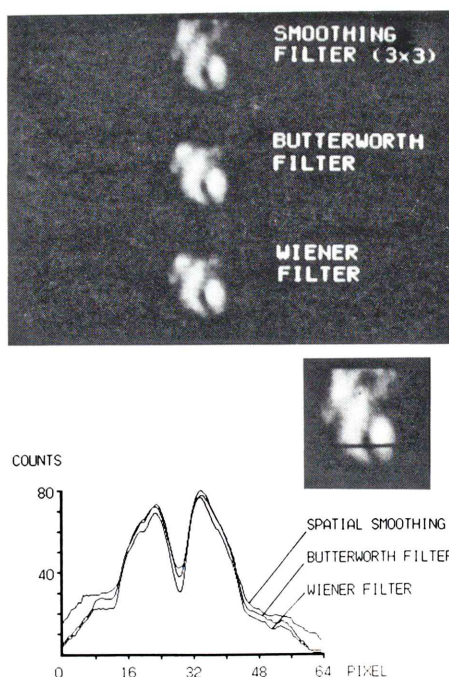 SMOOTHING
FILTER (3x3)
BUTTERWORTH
FILTER
WIENER
FILTER
COUNTS
80
40
SPATIAL SMOOTHING
BUTTERWORTH FILTER
WIENER FILTER
0 16 32 48 64 PIXEL